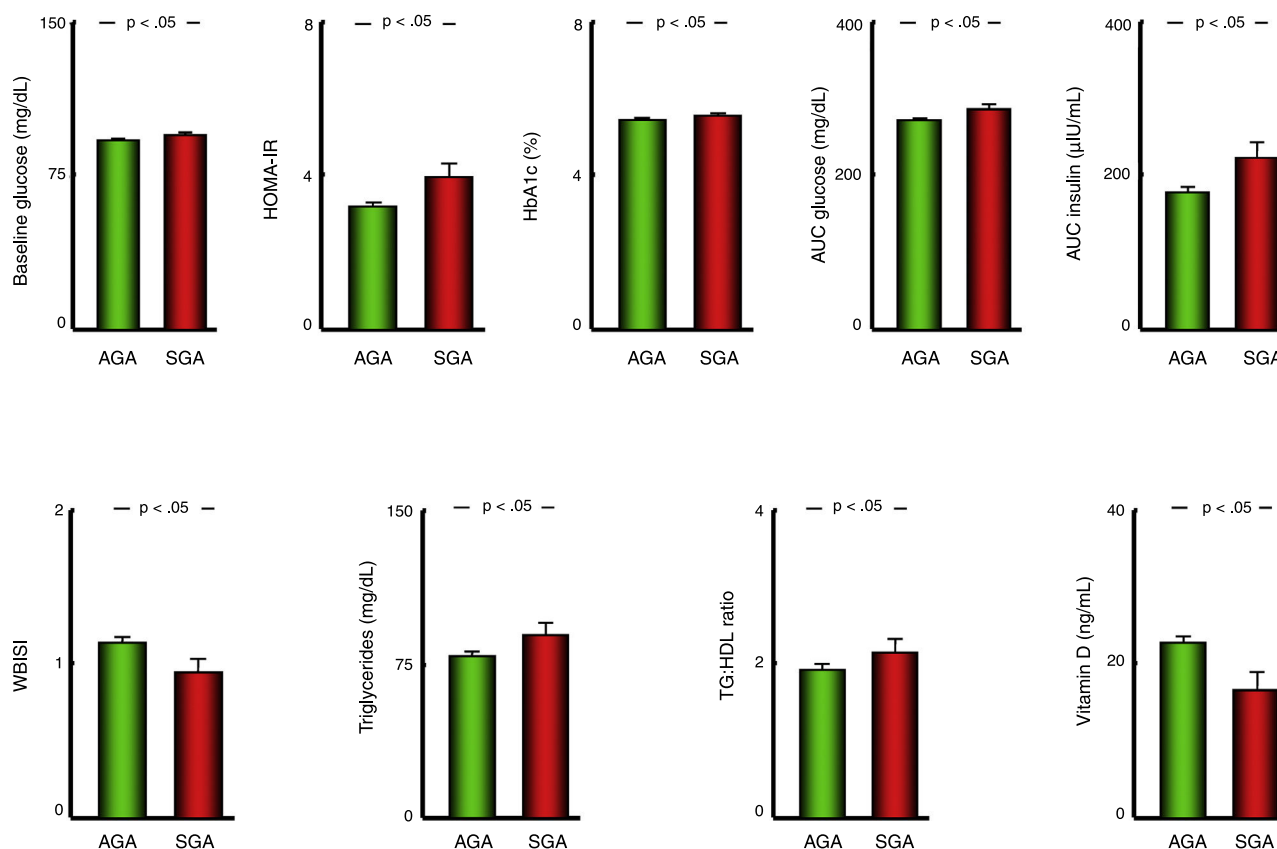 p < .05
150
75
0
Baseline glucose (mg/dL)
AGA SGA
p < .05
8
4
0
HOMA-IR
AGA SGA
p < .05
8
4
0
HbA1c (%)
AGA SGA
p < .05
400
200
0
AUC glucose (mg/dL)
AGA SGA
p < .05
400
200
0
AUC insulin (µIU/mL)
AGA SGA
p < .05
2
1
0
WBISI
AGA SGA
p < .05
150
75
0
Triglycerides (mg/dL)
AGA SGA
p < .05
4
2
0
TG:HDL ratio
AGA SGA
p < .05
40
20
0
Vitamin D (ng/mL)
AGA SGA